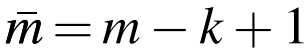 m̄ = m − k + 1